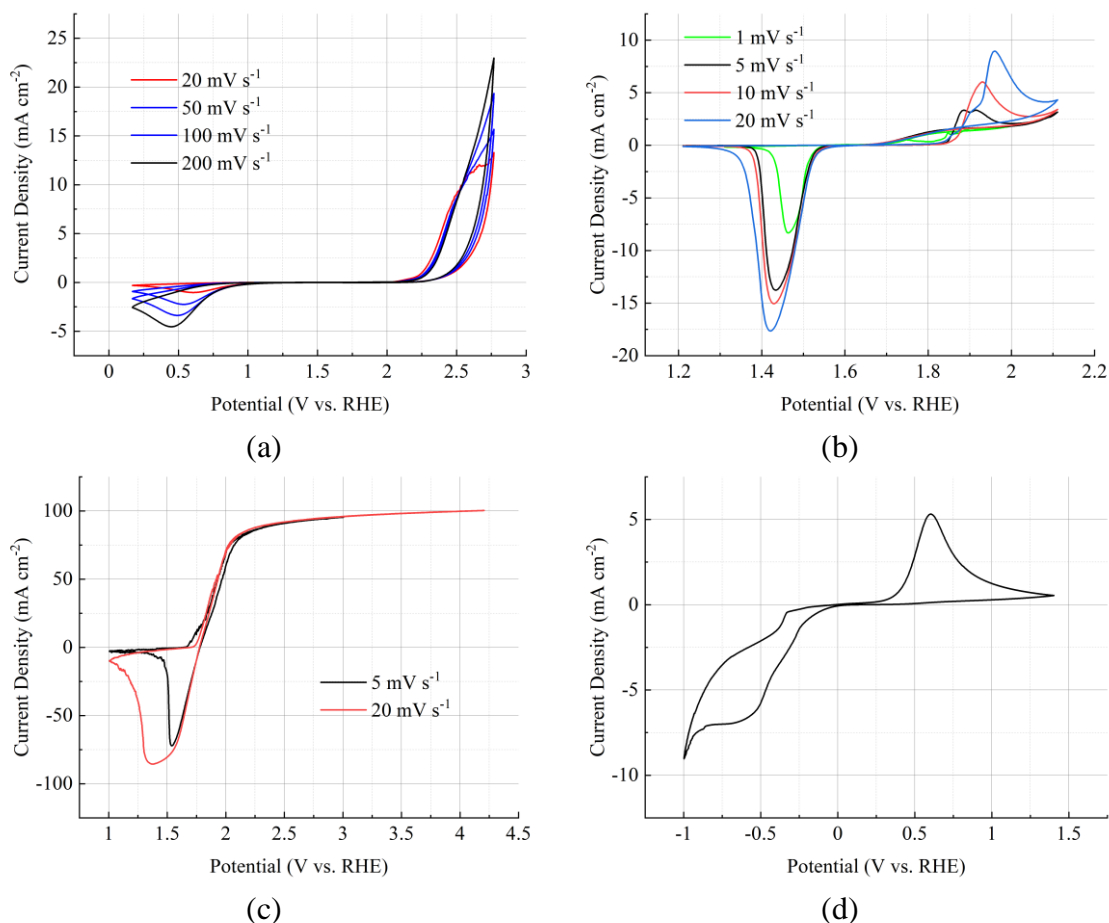 25
20
15
10
5
0
-5
0
0.5
1
1.5
2
2.5
3
Current Density (mA cm⁻²)
Potential (V vs. RHE)
20 mV s⁻¹
50 mV s⁻¹
100 mV s⁻¹
200 mV s⁻¹
(a)
10
5
0
-5
-10
-15
-20
1.2
1.4
1.6
1.8
2
2.2
Current Density (mA cm⁻²)
Potential (V vs. RHE)
1 mV s⁻¹
5 mV s⁻¹
10 mV s⁻¹
20 mV s⁻¹
(b)
100
50
0
-50
-100
1
1.5
2
2.5
3
3.5
4
4.5
Current Density (mA cm⁻²)
Potential (V vs. RHE)
5 mV s⁻¹
20 mV s⁻¹
(c)
5
0
-5
-10
-1
-0.5
0
0.5
1
1.5
Current Density (mA cm⁻²)
Potential (V vs. RHE)
(d)